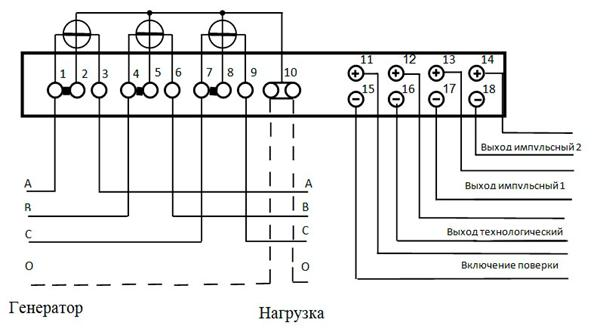 11 12 13 14
1 2 3 4 5 6 7 8 9 10
15 16 17 18
Выход импульсный 2
А А
Выход импульсный 1
В В
С С
Выход технологический
О О
Включение поверки
Генератор
Нагрузка